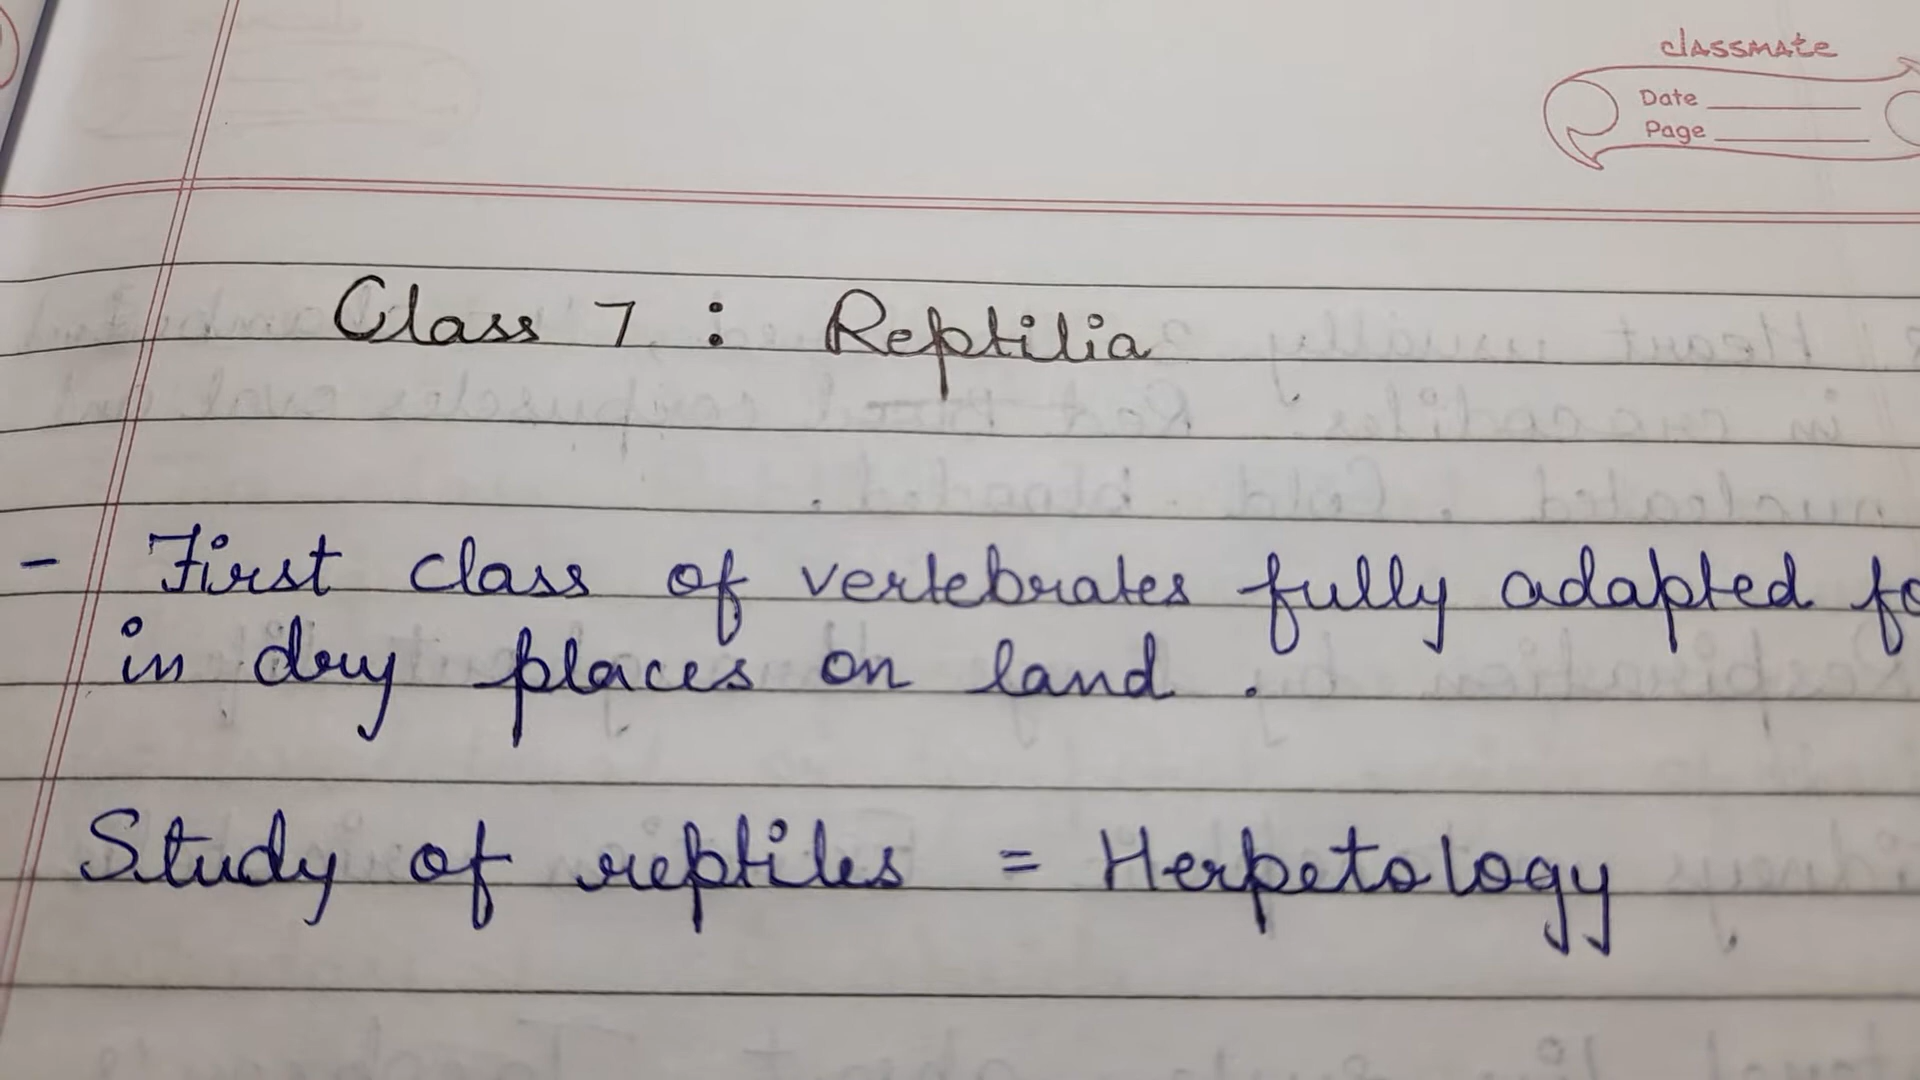 classmate
Date
Page
Class 7 : Reptilia
- First class of vertebrates fully adapted
in dry places on land .
Study of reptiles = Herpetology